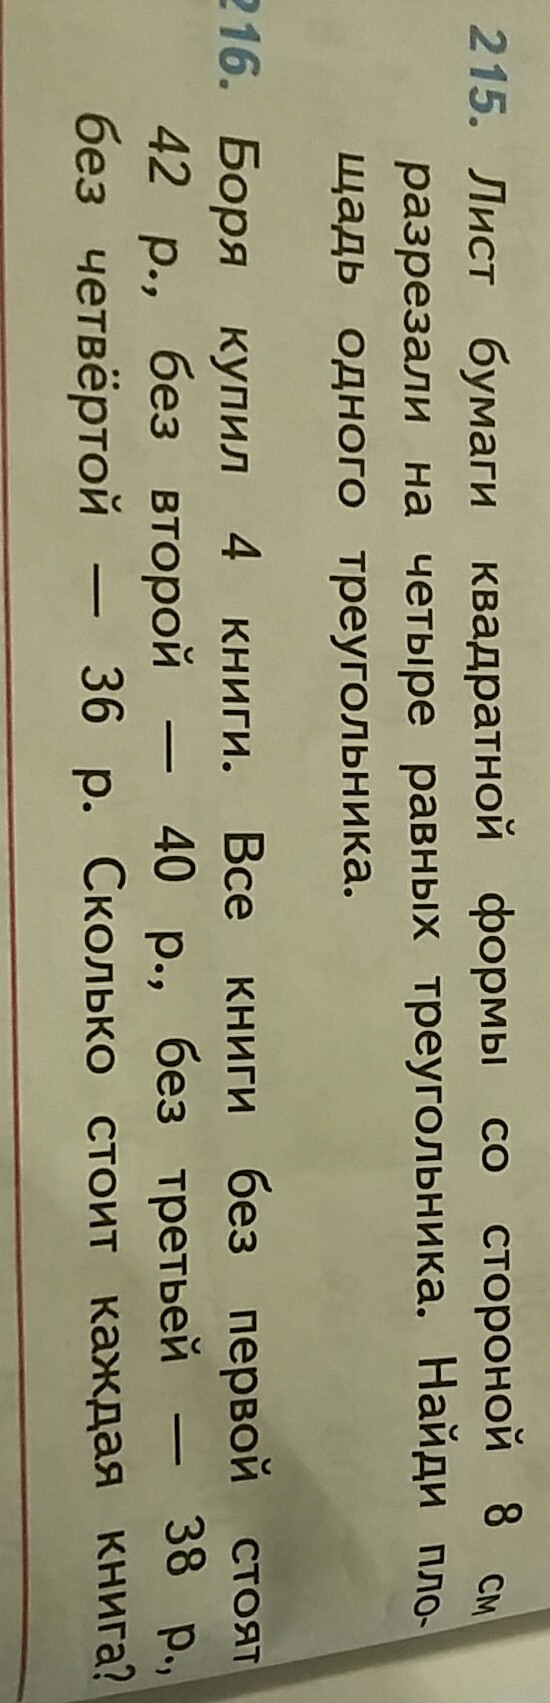 215. Лист бумаги квадратной формы со стороной 8 см
разрезали на четыре равных треугольника. Найди пло-
щадь одного треугольника.
216. Боря купил 4 книги. Все книги без первой стоят
42 р., без второй — 40 р., без третьей — 38 р.,
без четвёртой — 36 р. Сколько стоит каждая книга?